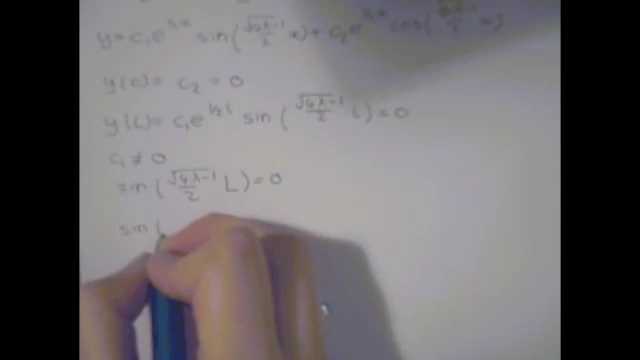 y = c₁e^(½x) sin(√(4λ-1)/2 x) + c₂e^(½x) cos(√(4λ-1)/2 x)
y(0) = c₂ = 0
y(L) = c₁e^(½L) sin(√(4λ-1)/2 L) = 0
c₁ ≠ 0
sin(√(4λ-1)/2 L) = 0
sin(